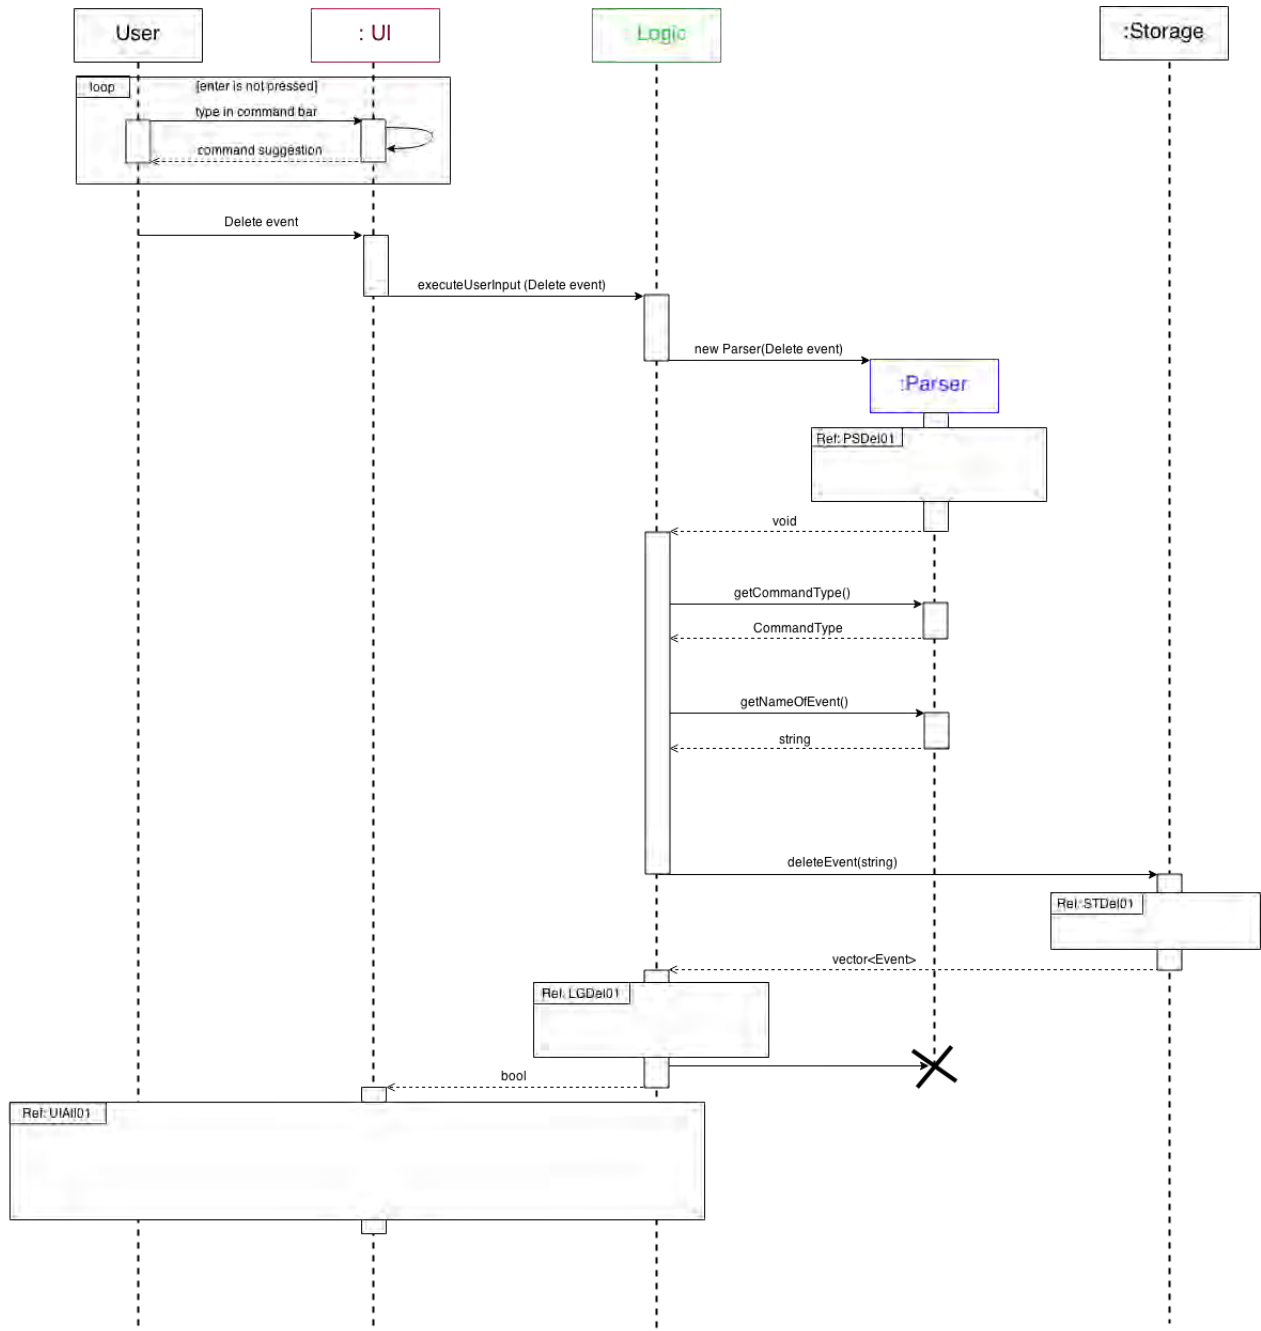 User
: UI
Logic
:Storage
loop
[enter is not pressed]
type in command bar
command suggestion
Delete event
executeUserInput (Delete event)
new Parser(Delete event)
:Parser
Ref: PSDel01
void
getCommandType()
CommandType
getNameOfEvent()
string
deleteEvent(string)
Ref: STDel01
vector<Event>
Ref: LGDel01
bool
Ref: UIAll01